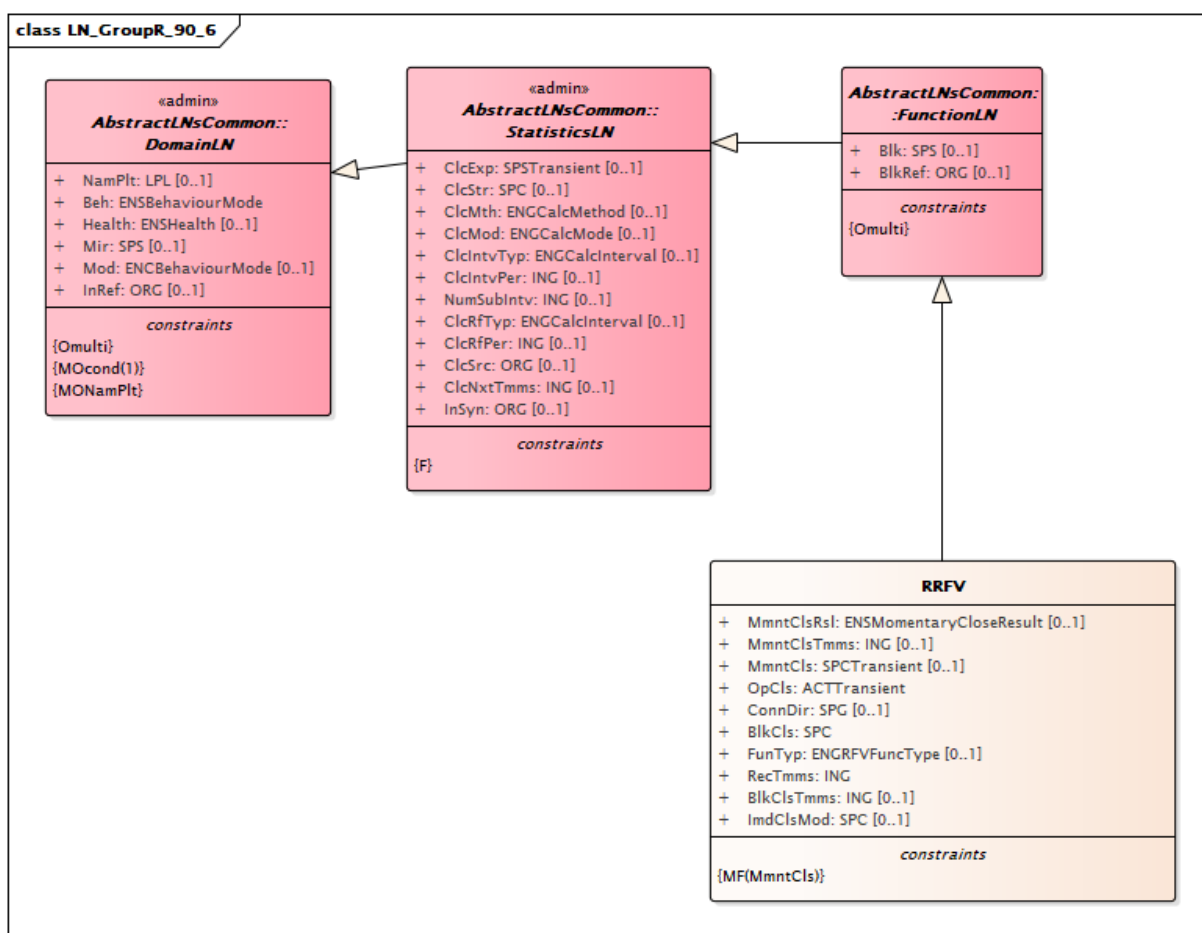 class LN_GroupR_90_6
«admin»
AbstractLNsCommon::
DomainLN
+ NamPlt: LPL [0..1]
+ Beh: ENSBehaviourMode
+ Health: ENSHealth [0..1]
+ Mir: SPS [0..1]
+ Mod: ENCBehaviourMode [0..1]
+ InRef: ORG [0..1]
constraints
{Omulti}
{MOcond(1)}
{MONamPlt}
«admin»
AbstractLNsCommon::
StatisticsLN
+ ClcExp: SPSTransient [0..1]
+ ClcStr: SPC [0..1]
+ ClcMth: ENGCalcMethod [0..1]
+ ClcMod: ENGCalcMode [0..1]
+ ClcIntvTyp: ENGCalcInterval [0..1]
+ ClcIntvPer: ING [0..1]
+ NumSubIntv: ING [0..1]
+ ClcRfTyp: ENGCalcInterval [0..1]
+ ClcRfPer: ING [0..1]
+ ClcSrc: ORG [0..1]
+ ClcNxtTmms: ING [0..1]
+ InSyn: ORG [0..1]
constraints
{F}
AbstractLNsCommon:
:FunctionLN
+ Blk: SPS [0..1]
+ BlkRef: ORG [0..1]
constraints
{Omulti}
RRFV
+ MmntClsRsl: ENSMomentaryCloseResult [0..1]
+ MmntClsTmms: ING [0..1]
+ MmntCls: SPCTransient [0..1]
+ OpCls: ACTTransient
+ ConnDir: SPG [0..1]
+ BlkCls: SPC
+ FunTyp: ENGRFVFuncType [0..1]
+ RecTmms: ING
+ BlkClsTmms: ING [0..1]
+ ImdClsMod: SPC [0..1]
constraints
{MF(MmntCls)}